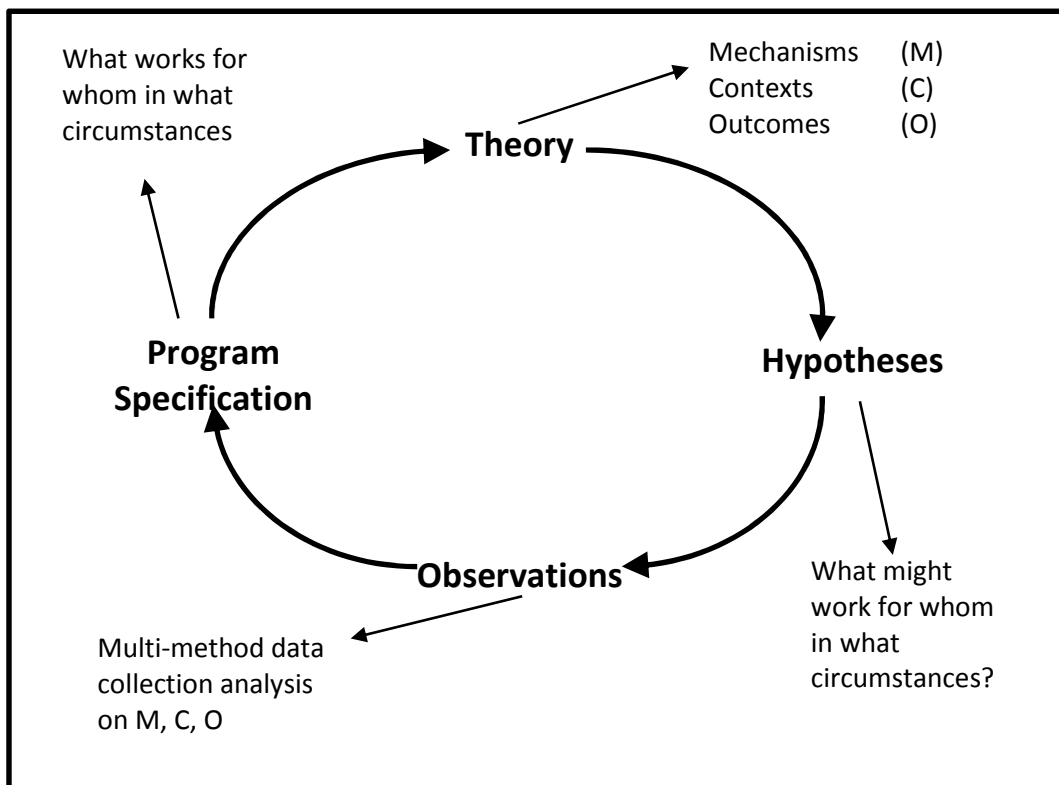 What works for
whom in what
circumstances
Mechanisms (M)
Contexts (C)
Outcomes (O)
Theory
Program
Specification
Hypotheses
Observations
What might
work for whom
in what
circumstances?
Multi-method data
collection analysis
on M, C, O